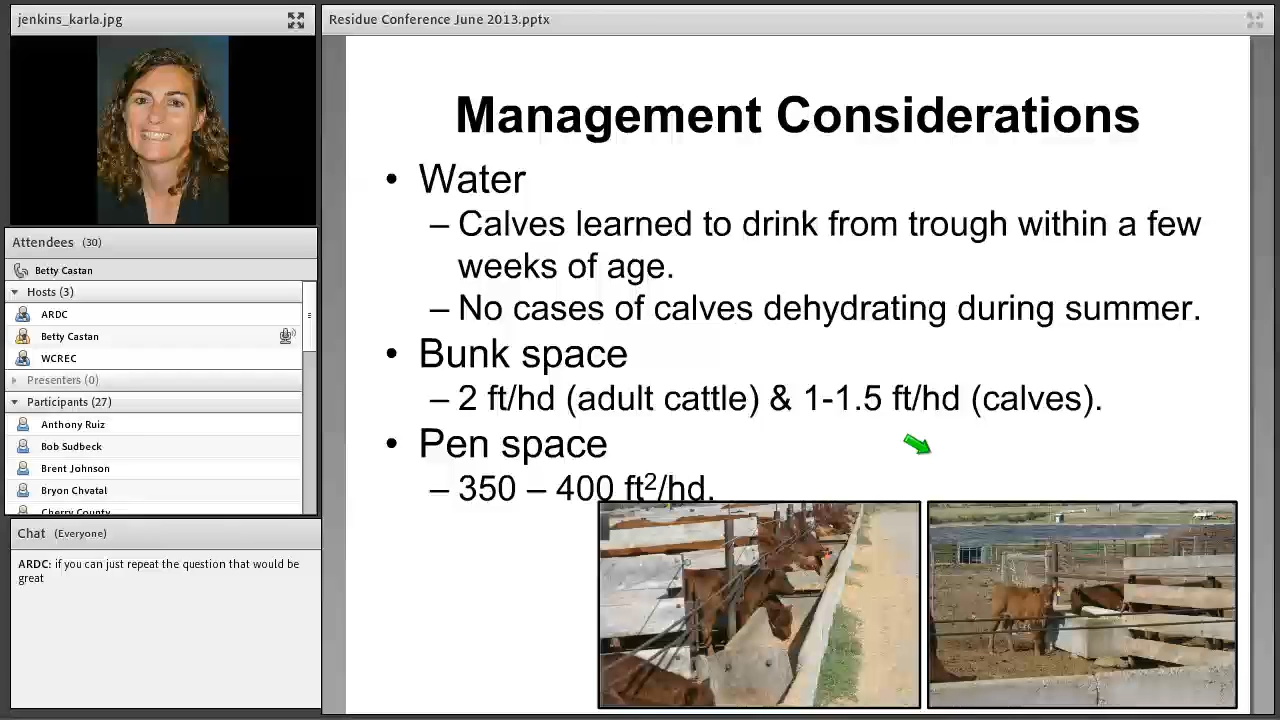 jenkins_karla.jpg
Attendees (30)
Betty Castan
Hosts (3)
ARDC
Betty Castan
WCREC
Presenters (0)
Participants (27)
Anthony Ruiz
Bob Sudbeck
Brent Johnson
Bryon Chvatal
Cherry County
Chat (Everyone)
ARDC: if you can just repeat the question that would be
great
Residue Conference June 2013.pptx
Management Considerations
• Water
– Calves learned to drink from trough within a few
weeks of age.
– No cases of calves dehydrating during summer.
• Bunk space
– 2 ft/hd (adult cattle) & 1-1.5 ft/hd (calves).
• Pen space
– 350 – 400 ft²/hd.